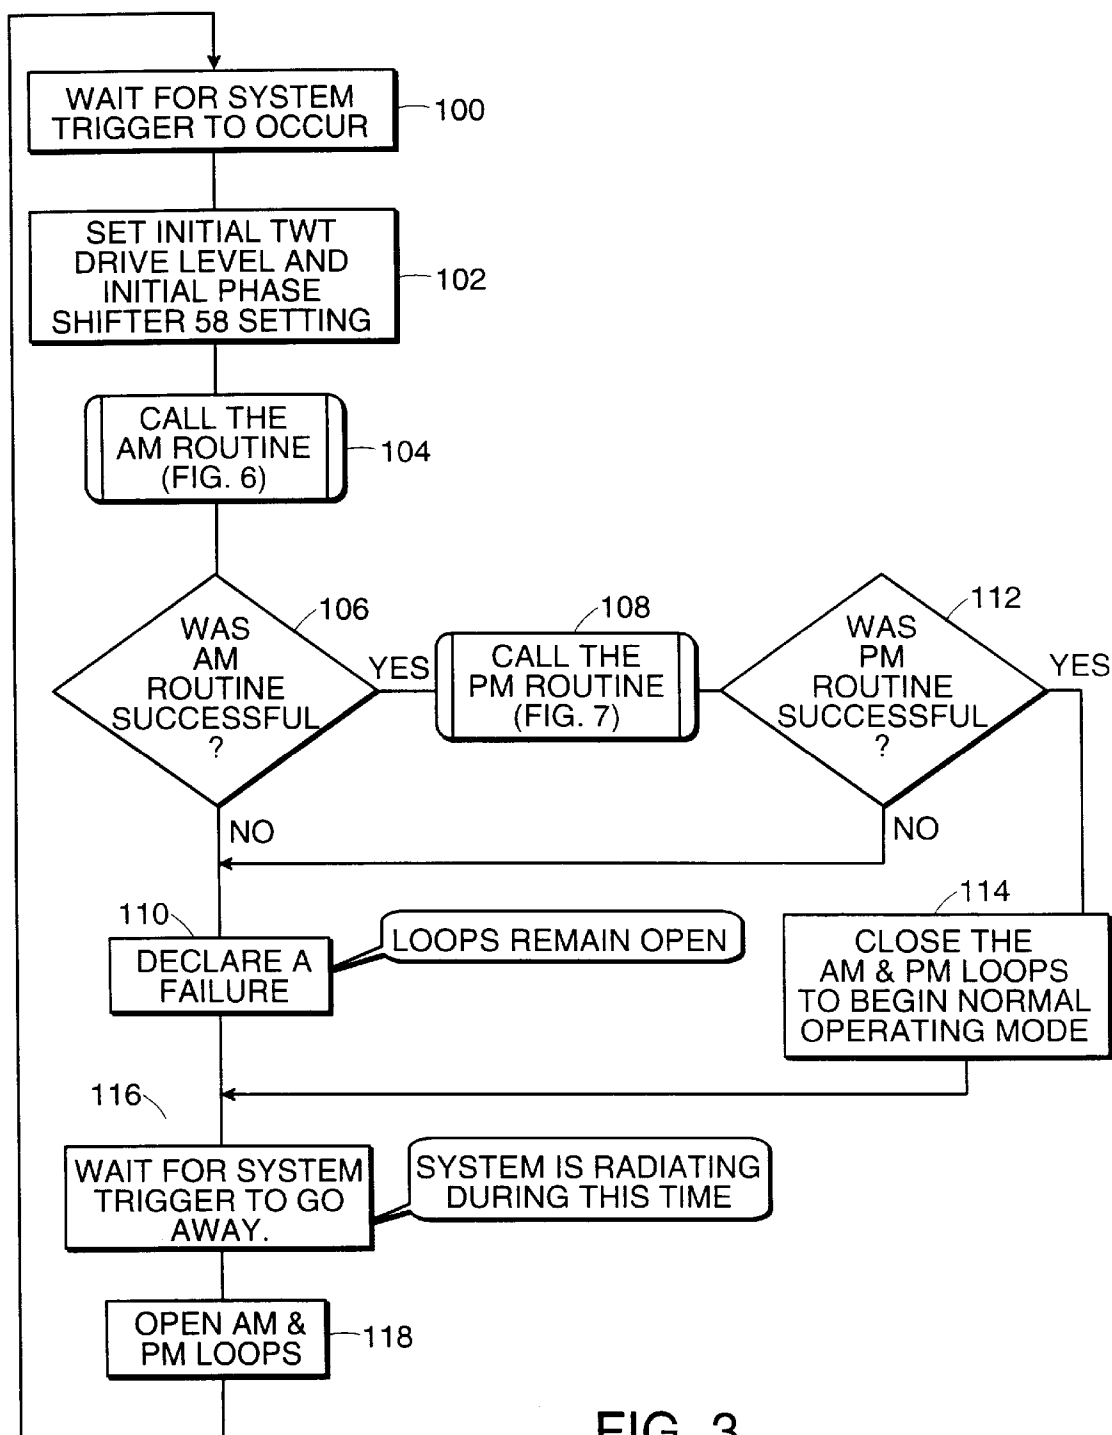 WAIT FOR SYSTEM
TRIGGER TO OCCUR
100
SET INITIAL TWT
DRIVE LEVEL AND
INITIAL PHASE
SHIFTER 58 SETTING
102
CALL THE
AM ROUTINE
(FIG. 6)
104
WAS
AM
ROUTINE
SUCCESSFUL
?
106
YES
NO
CALL THE
PM ROUTINE
(FIG. 7)
108
WAS
PM
ROUTINE
SUCCESSFUL
?
112
YES
NO
110
DECLARE A
FAILURE
LOOPS REMAIN OPEN
114
CLOSE THE
AM & PM LOOPS
TO BEGIN NORMAL
OPERATING MODE
116
WAIT FOR SYSTEM
TRIGGER TO GO
AWAY.
SYSTEM IS RADIATING
DURING THIS TIME
OPEN AM &
PM LOOPS
118
FIG. 3